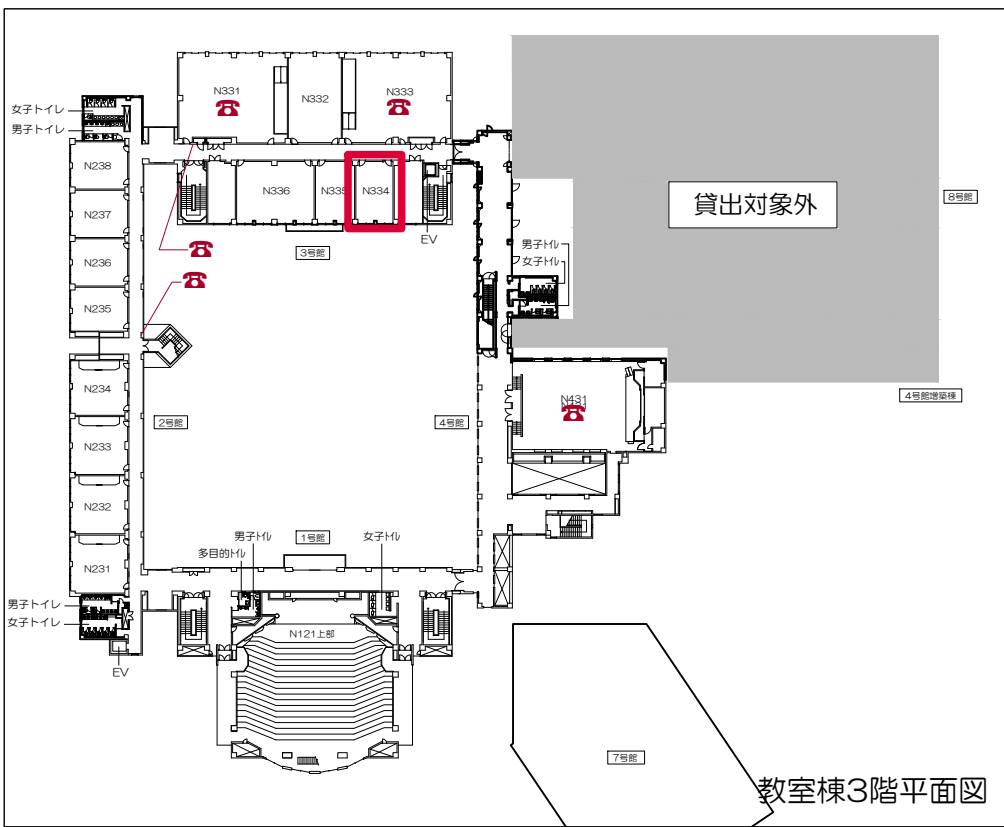 N331
N332
N333
女子トイレ
男子トイレ
N238
N336
N335
N334
貸出対象外
8号館
N237
EV
男子トイレ
女子トイレ
3号館
N236
N235
N234
N431
4号館増築棟
2号館
4号館
N233
N232
男子トイレ
1号館
女子トイレ
多目的トイレ
N231
男子トイレ
女子トイレ
N121上部
EV
7号館
教室棟3階平面図